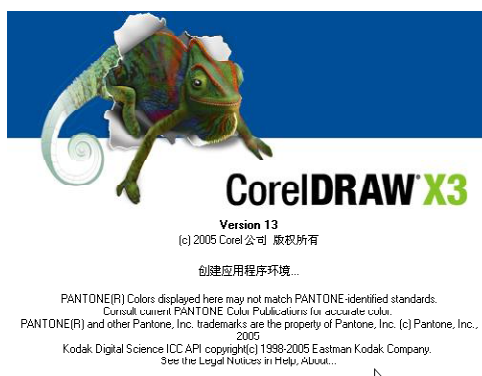 CorelDRAW® X3
Version 13
(c) 2005 Corel公司 版权所有
创建应用程序环境...
PANTONE(R) Colors displayed here may not match PANTONE-identified standards.
Consult current PANTONE Color Publications for accurate color.
PANTONE(R) and other Pantone, Inc. trademarks are the property of Pantone, Inc. (c) Pantone, Inc.,
2005
Kodak Digital Science ICC API copyright(c) 1998-2005 Eastman Kodak Company.
See the Legal Notices in Help, About...